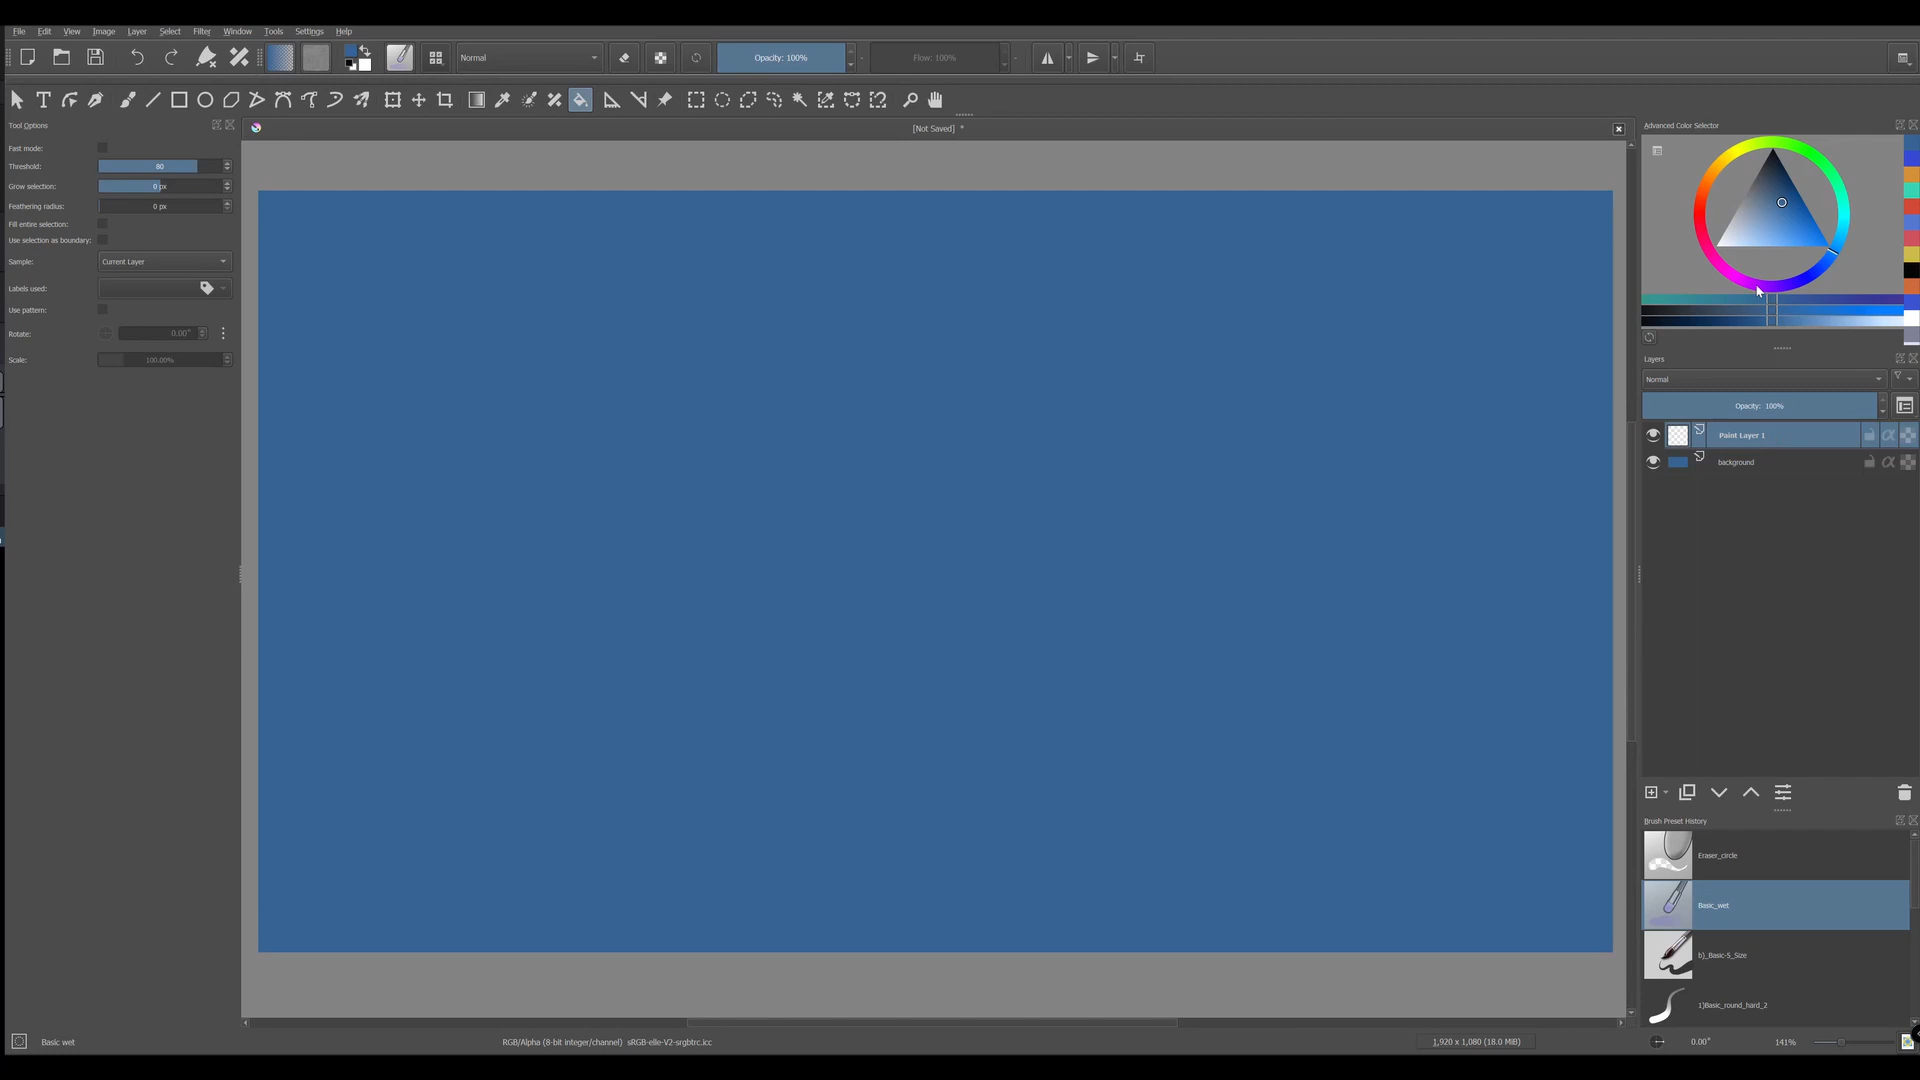 File Edit View Image Layer Select Filter Window Tools Settings Help
Normal
Opacity: 100%
Flow: 100%
Tool Options
[Not Saved] *
Advanced Color Selector
Fast mode:
Threshold: 80
Grow selection: 0 px
Feathering radius: 0 px
Fill entire selection:
Use selection as boundary:
Sample: Current Layer
Labels used:
Use pattern:
Rotate: 0.00°
Scale: 100.00%
Layers
Normal
Opacity: 100%
Paint Layer 1
background
Brush Preset History
Eraser_circle
Basic_wet
b)_Basic-5_Size
1)Basic_round_hard_2
Basic wet
RGB/Alpha (8-bit integer/channel) sRGB-elle-V2-srgbtrc.icc
1,920 x 1,080 (18.0 MiB)
0.00°
141%